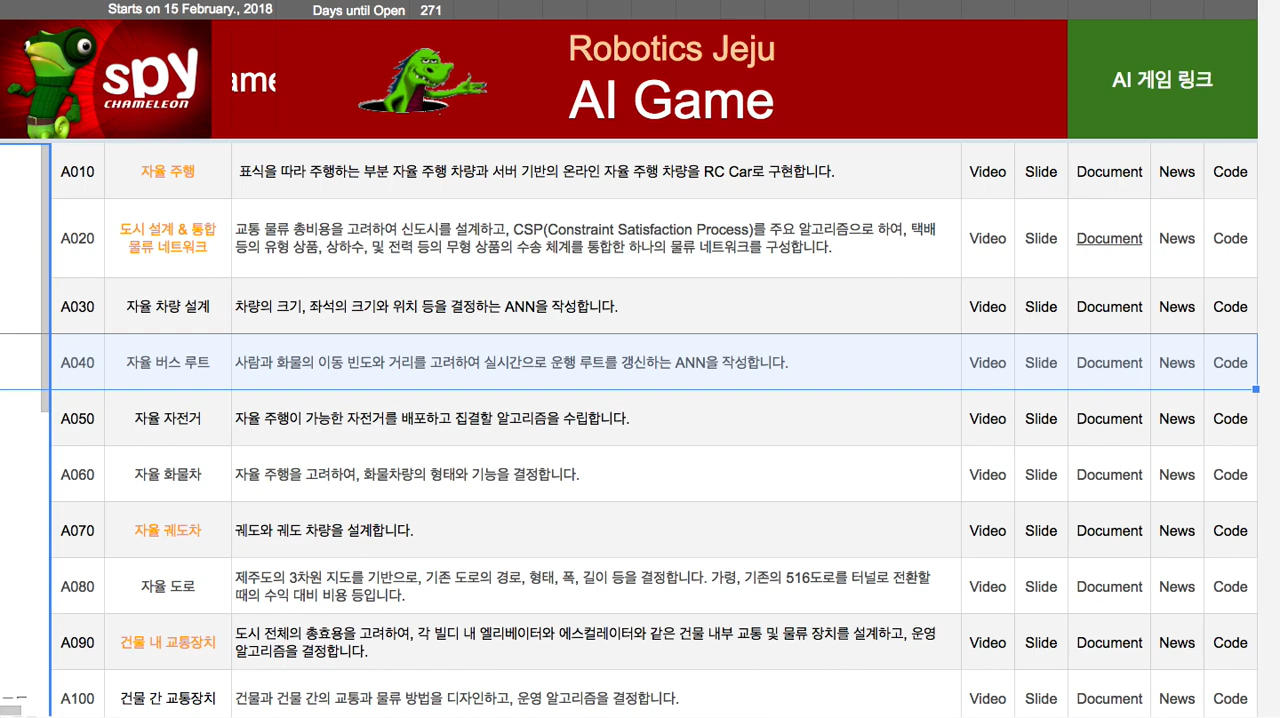 Starts on 15 February., 2018 Days until Open 271
spy
CHAMELEON
ame
Robotics Jeju
AI Game
AI 게임 링크
A010 자율 주행 표식을 따라 주행하는 부분 자율 주행 차량과 서버 기반의 온라인 자율 주행 차량을 RC Car로 구현합니다. Video Slide Document News Code
A020 도시 설계 & 통합 물류 네트워크 교통 물류 총비용을 고려하여 신도시를 설계하고, CSP(Constraint Satisfaction Process)를 주요 알고리즘으로 하여, 택배
등의 유형 상품, 상하수, 및 전력 등의 무형 상품의 수송 체계를 통합한 하나의 물류 네트워크를 구성합니다. Video Slide Document News Code
A030 자율 차량 설계 차량의 크기, 좌석의 크기와 위치 등을 결정하는 ANN을 작성합니다. Video Slide Document News Code
A040 자율 버스 루트 사람과 화물의 이동 빈도와 거리를 고려하여 실시간으로 운행 루트를 갱신하는 ANN을 작성합니다. Video Slide Document News Code
A050 자율 자전거 자율 주행이 가능한 자전거를 배포하고 집결할 알고리즘을 수립합니다. Video Slide Document News Code
A060 자율 화물차 자율 주행을 고려하여, 화물차량의 형태와 기능을 결정합니다. Video Slide Document News Code
A070 자율 궤도차 궤도와 궤도 차량을 설계합니다. Video Slide Document News Code
A080 자율 도로 제주도의 3차원 지도를 기반으로, 기존 도로의 경로, 형태, 폭, 길이 등을 결정합니다. 가령, 기존의 516도로를 터널로 전환할
때의 수익 대비 비용 등입니다. Video Slide Document News Code
A090 건물 내 교통장치 도시 전체의 총효용을 고려하여, 각 빌디 내 엘리베이터와 에스컬레이터와 같은 건물 내부 교통 및 물류 장치를 설계하고, 운영
알고리즘을 결정합니다. Video Slide Document News Code
A100 건물 간 교통장치 건물과 건물 간의 교통과 물류 방법을 디자인하고, 운영 알고리즘을 결정합니다. Video Slide Document News Code